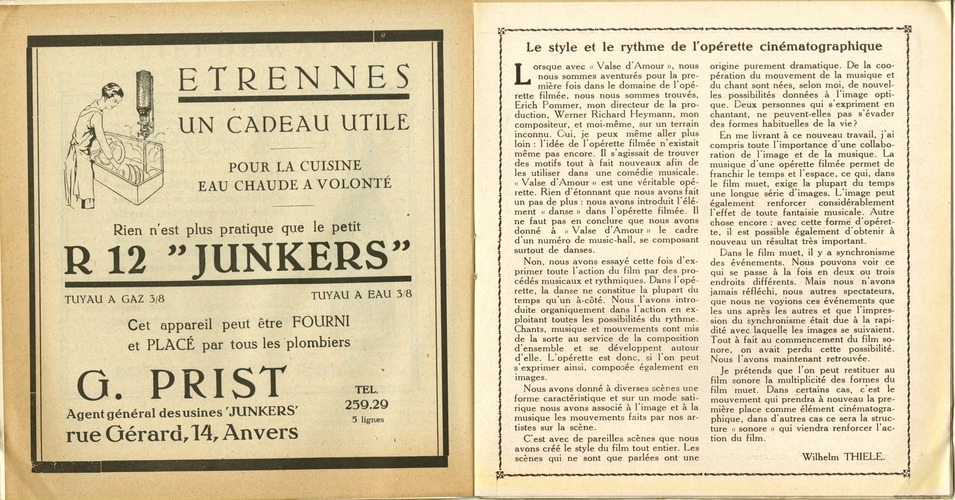 ETRENNES
UN CADEAU UTILE
POUR LA CUISINE
EAU CHAUDE A VOLONTÉ
Rien n'est plus pratique que le petit
R 12 "JUNKERS"
TUYAU A GAZ 3/8
TUYAU A EAU 3/8
Cet appareil peut être FOURNI
et PLACÉ par tous les plombiers
G. PRIST
Agent général des usines 'JUNKERS'
rue Gérard, 14, Anvers
TEL.
259.29
5 lignes
Le style et le rythme de l'opérette cinématographique
Lorsque avec « Valse d'Amour », nous
nous sommes aventurés pour la pre-
mière fois dans le domaine de l'opé-
rette filmée, nous nous sommes trouvés,
Erich Pommer, mon directeur de la pro-
duction, Werner Richard Heymann, mon
compositeur, et moi-même, sur un terrain
inconnu. Oui, je peux même aller plus
loin : l'idée de l'opérette filmée n'existait
même pas encore. Il s'agissait de trouver
des motifs tout à fait nouveaux afin de
les utiliser dans une comédie musicale.
« Valse d'Amour » est une véritable opé-
rette. Rien d'étonnant que nous avons fait
un pas de plus : nous avons introduit l'élé-
ment « danse » dans l'opérette filmée. Il
ne faut pas en conclure que nous avons
donné à « Valse d'Amour » le cadre
d'un numéro de music-hall, se composant
surtout de danses.
Non, nous avons essayé cette fois d'ex-
primer toute l'action du film par des pro-
cédés musicaux et rythmiques. Dans l'opé-
rette, la danse ne constitue la plupart du
temps qu'un à-côté. Nous l'avons intro-
duite organiquement dans l'action en ex-
ploitant toutes les possibilités du rythme.
Chants, musique et mouvements sont mis
de la sorte au service de la composition
d'ensemble et se développent autour
d'elle. L'opérette est donc, si l'on peut
s'exprimer ainsi, composée également en
images.
Nous avons donné à diverses scènes une
forme caractéristique et sur un mode sati-
rique nous avons associé à l'image et à la
musique les mouvements faits par nos ar-
tistes sur la scène.
C'est avec de pareilles scènes que nous
avons créé le style du film tout entier. Les
scènes qui ne sont que parlées ont une
origine purement dramatique. De la coo-
pération du mouvement de la musique et
du chant sont nées, selon moi, de nouvel-
les possibilités données à l'image opti-
que. Deux personnes qui s'expriment en
chantant, ne peuvent-elles pas s'évader
des formes habituelles de la vie?
En me livrant à ce nouveau travail, j'ai
compris toute l'importance d'une collabo-
ration de l'image et de la musique. La
musique d'une opérette filmée permet de
franchir le temps et l'espace, ce qui, dans
le film muet, exige la plupart du temps
une longue série d'images. L'image peut
également renforcer considérablement
l'effet de toute fantaisie musicale. Autre
chose encore : avec cette forme d'opéret-
te, il est possible également d'obtenir à
nouveau un résultat très important.
Dans le film muet, il y a synchronisme
des événements. Nous pouvons voir ce
qui se passe à la fois en deux ou trois
endroits différents. Mais nous n'avons
jamais réfléchi, nous autres spectateurs,
que nous ne voyions ces événements que
les uns après les autres et que l'impres-
sion du synchronisme était due à la rapi-
dité avec laquelle les images se suivaient.
Tout à fait au commencement du film so-
nore, on avait perdu cette possibilité.
Nous l'avons maintenant retrouvée.
Je prétends que l'on peut restituer au
film sonore la multiplicité des formes du
film muet. Dans certains cas, c'est le
mouvement qui prendra à nouveau la pre-
mière place comme élément cinématogra-
phique, dans d'autres cas ce sera la struc-
ture « sonore » qui viendra renforcer l'ac-
tion du film.
Wilhelm THIELE.